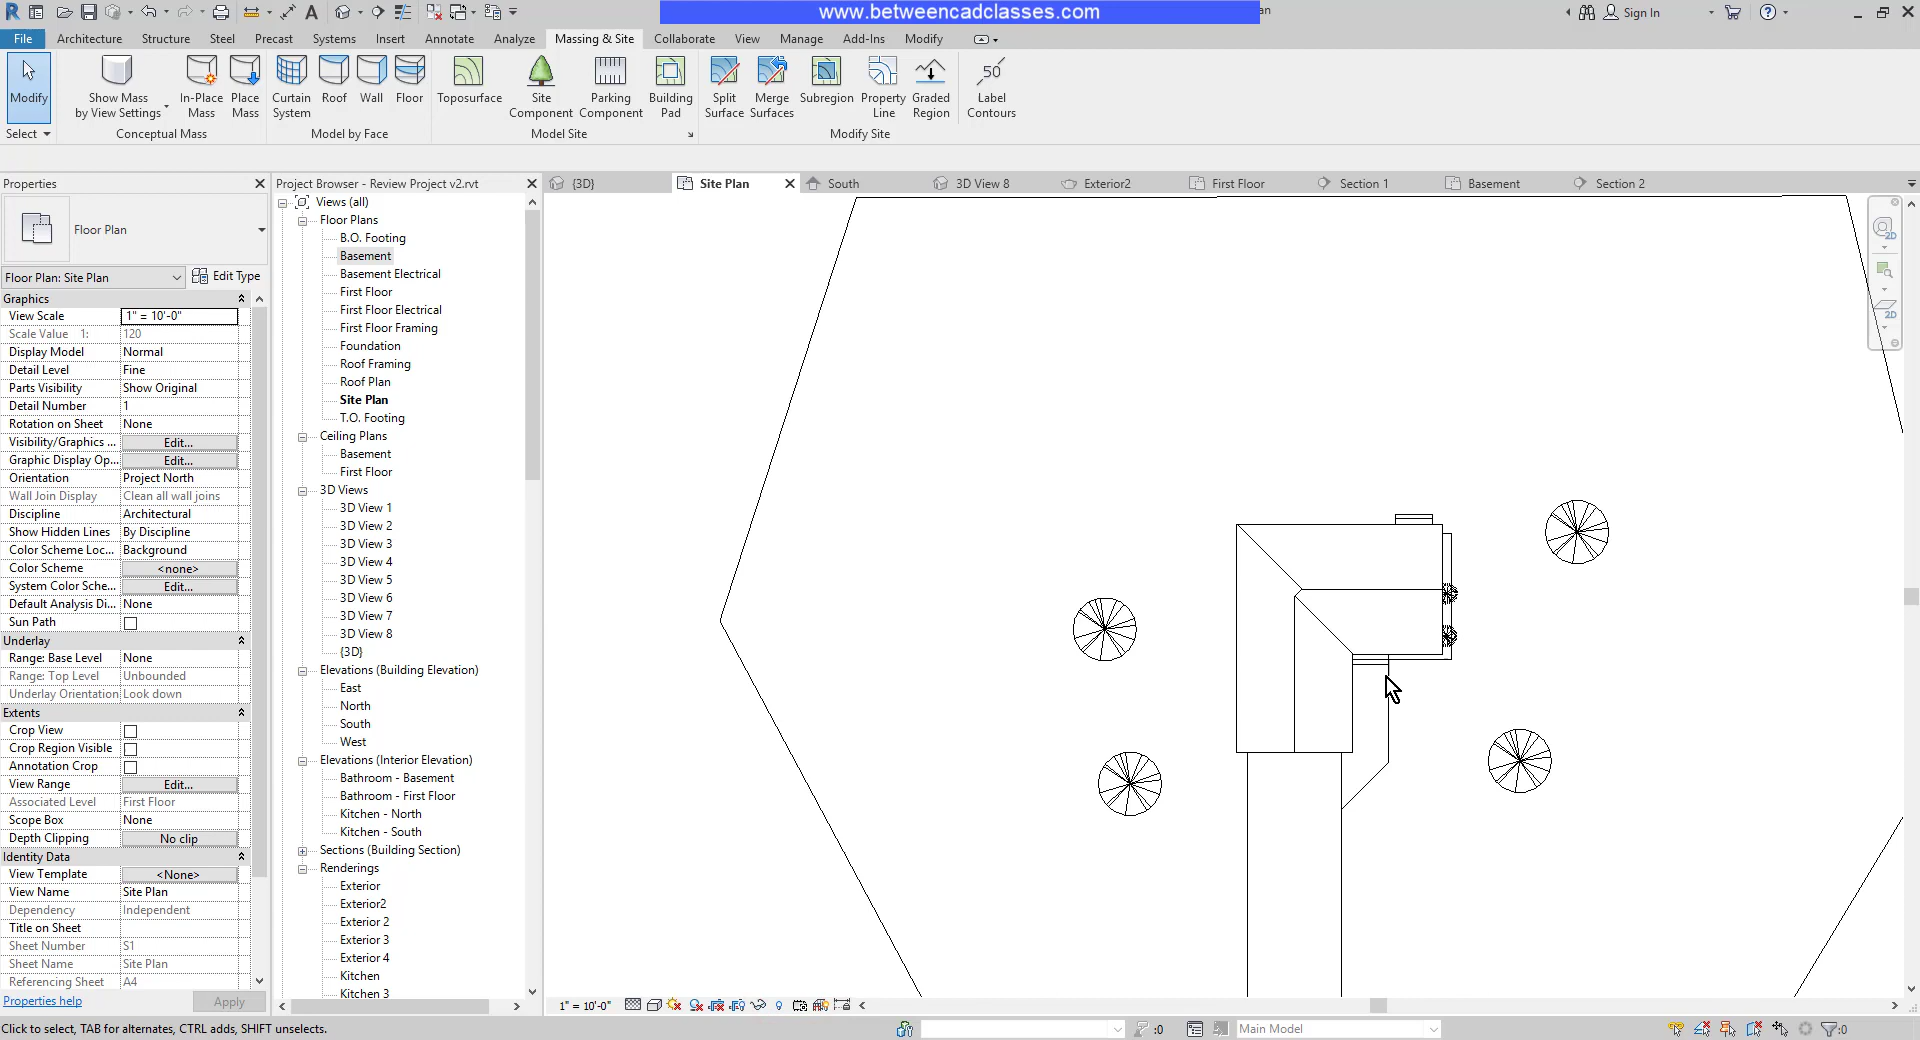 www.betweencadclasses.com
an
Sign In
File
Architecture
Structure
Steel
Precast
Systems
Insert
Annotate
Analyze
Massing & Site
Collaborate
View
Manage
Add-Ins
Modify
Modify
Show Mass
by View Settings
In-Place
Mass
Place
Mass
Curtain
System
Roof
Wall
Floor
Toposurface
Site
Component
Parking
Component
Building
Pad
Split
Surface
Merge
Surfaces
Subregion
Property
Line
Graded
Region
50
Label
Contours
Select
Conceptual Mass
Model by Face
Model Site
Modify Site
Properties
Floor Plan
Floor Plan: Site Plan
Edit Type
Graphics
View Scale 1" = 10'-0"
Scale Value 1: 120
Display Model Normal
Detail Level Fine
Parts Visibility Show Original
Detail Number 1
Rotation on Sheet None
Visibility/Graphics ... Edit...
Graphic Display Op... Edit...
Orientation Project North
Wall Join Display Clean all wall joins
Discipline Architectural
Show Hidden Lines By Discipline
Color Scheme Loc... Background
Color Scheme <none>
System Color Sche... Edit...
Default Analysis Di... None
Sun Path
Underlay
Range: Base Level None
Range: Top Level Unbounded
Underlay Orientation Look down
Extents
Crop View
Crop Region Visible
Annotation Crop
View Range Edit...
Associated Level First Floor
Scope Box None
Depth Clipping No clip
Identity Data
View Template <None>
View Name Site Plan
Dependency Independent
Title on Sheet
Sheet Number S1
Sheet Name Site Plan
Referencing Sheet A4
Properties help
Apply
Project Browser - Review Project v2.rvt
Views (all)
Floor Plans
B.O. Footing
Basement
Basement Electrical
First Floor
First Floor Electrical
First Floor Framing
Foundation
Roof Framing
Roof Plan
Site Plan
T.O. Footing
Ceiling Plans
Basement
First Floor
3D Views
3D View 1
3D View 2
3D View 3
3D View 4
3D View 5
3D View 6
3D View 7
3D View 8
{3D}
Elevations (Building Elevation)
East
North
South
West
Elevations (Interior Elevation)
Bathroom - Basement
Bathroom - First Floor
Kitchen - North
Kitchen - South
Sections (Building Section)
Renderings
Exterior
Exterior2
Exterior 2
Exterior 3
Exterior 4
Kitchen
Kitchen 3
{3D}
Site Plan
South
3D View 8
Exterior2
First Floor
Section 1
Basement
Section 2
2D
2D
1" = 10'-0"
Click to select, TAB for alternates, CTRL adds, SHIFT unselects.
:0
Main Model
:0